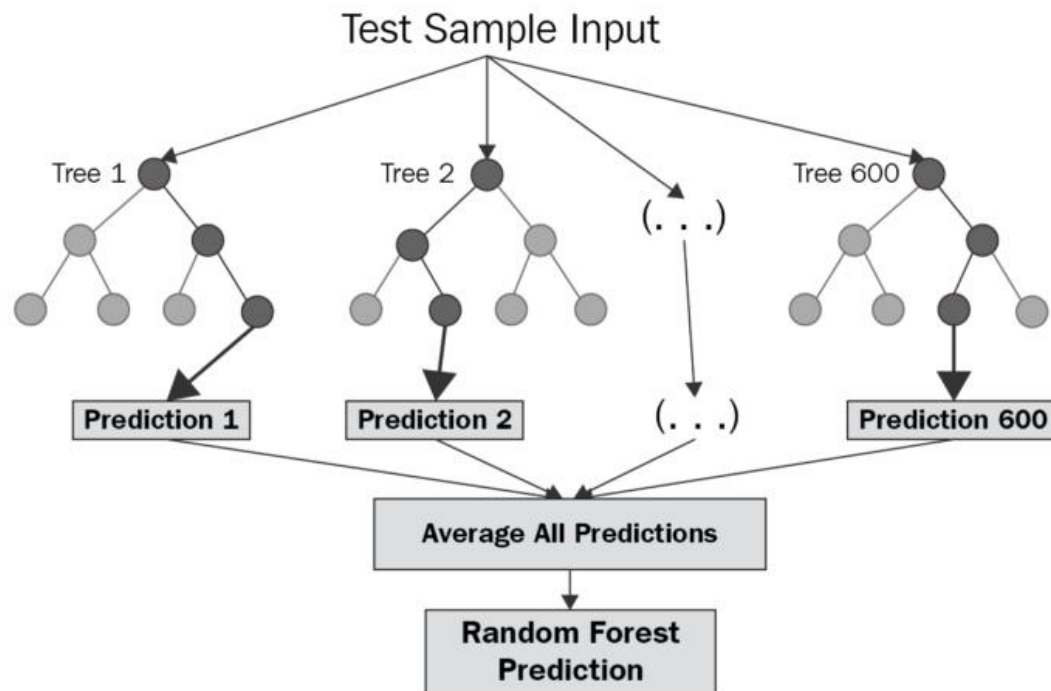 Test Sample Input
Tree 1
Tree 2
Tree 600
(. . .)
Prediction 1
Prediction 2
(. . .)
Prediction 600
Average All Predictions
Random Forest
Prediction